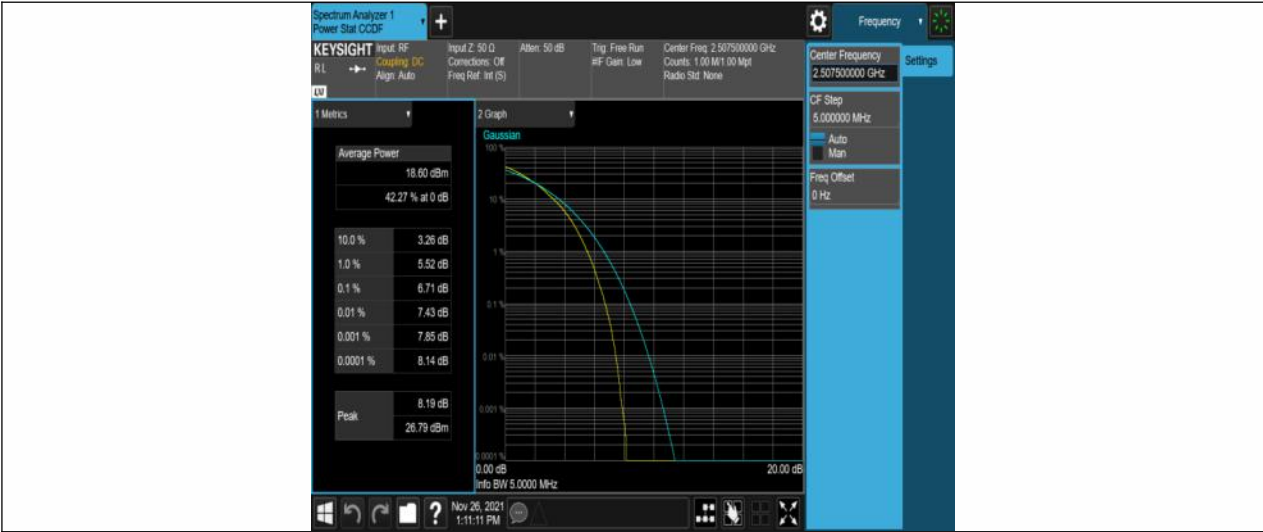 Spectrum Analyzer 1
Power Stat CCDF
Frequency
KEYSIGHT
RL
Input: RF
Coupling: DC
Align: Auto
Input Z: 50 Ω
Corrections: Off
Freq Ref: Int (S)
Atten: 50 dB
Trig: Free Run
#IF Gain: Low
Center Freq: 2.507500000 GHz
Counts: 1.00 M/1.00 Mpt
Radio Std: None
Center Frequency
2.507500000 GHz
Settings
CF Step
5.000000 MHz
Auto
Man
Freq Offset
0 Hz
1 Metrics
Average Power
18.60 dBm
42.27 % at 0 dB
10.0 % 3.26 dB
1.0 % 5.52 dB
0.1 % 6.71 dB
0.01 % 7.43 dB
0.001 % 7.85 dB
0.0001 % 8.14 dB
Peak
8.19 dB
26.79 dBm
2 Graph
Gaussian
100 %
10 %
1 %
0.1 %
0.01 %
0.001 %
0.0001 %
0.00 dB 20.00 dB
Info BW 5.0000 MHz
?
Nov 26, 2021
1:11:11 PM